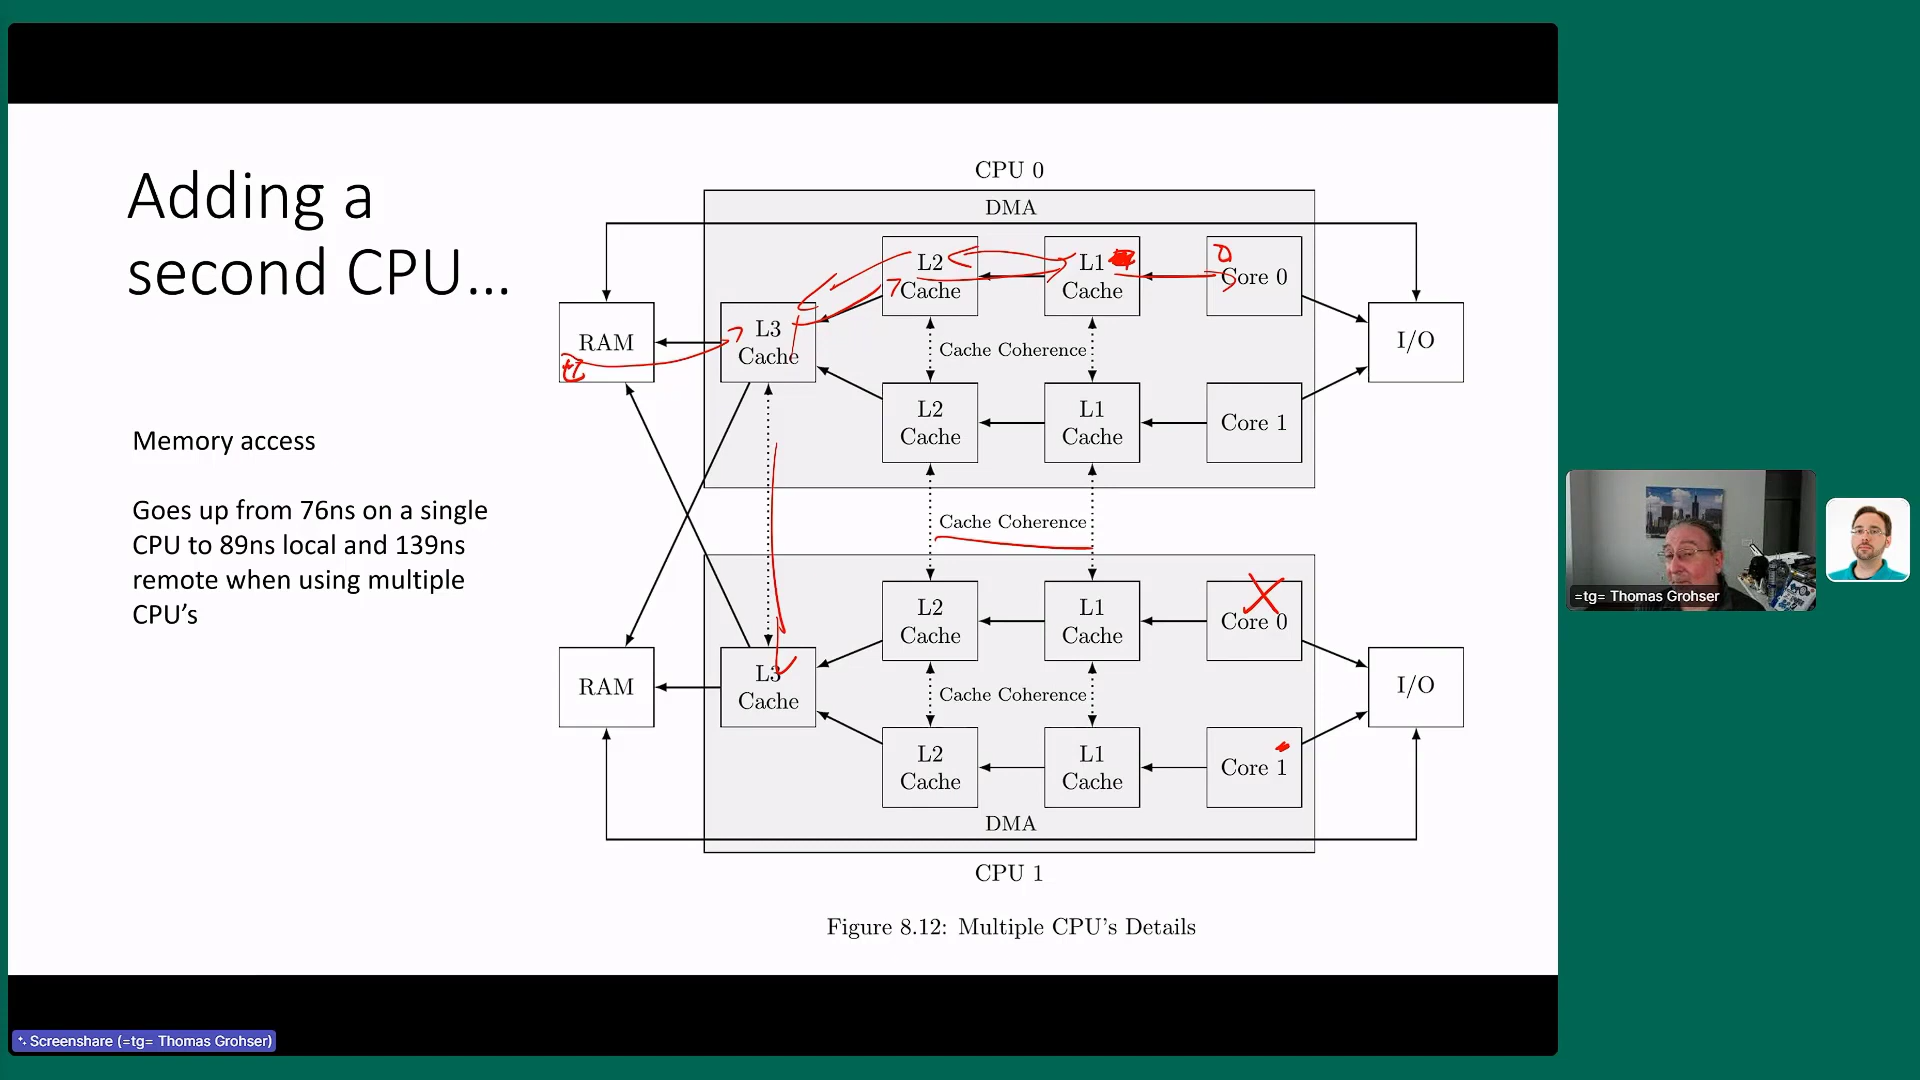 Adding a
second CPU...
Memory access
Goes up from 76ns on a single
CPU to 89ns local and 139ns
remote when using multiple
CPU's
CPU 0
DMA
L2
Cache
L1
Cache
Core 0
L3
Cache
RAM
I/O
Cache Coherence
L2
Cache
L1
Cache
Core 1
Cache Coherence
L2
Cache
L1
Cache
Core 0
L3
Cache
RAM
I/O
Cache Coherence
L2
Cache
L1
Cache
Core 1
DMA
CPU 1
Figure 8.12: Multiple CPU's Details
=tg= Thomas Grohser
Screenshare (=tg= Thomas Grohser)